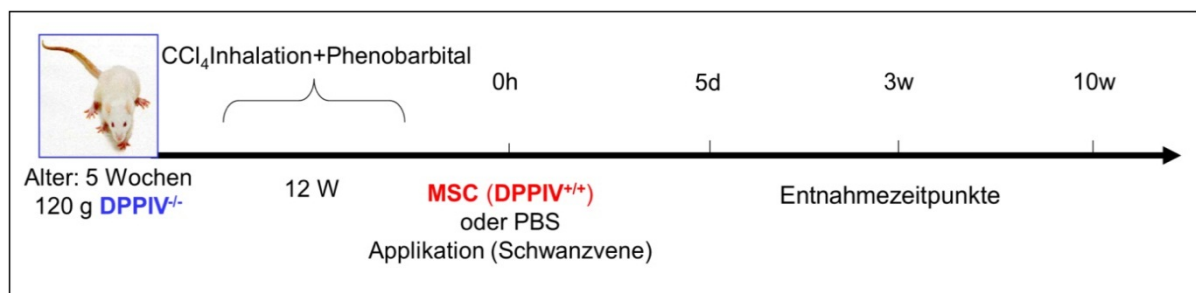 CCl₄Inhalation+Phenobarbital
0h
5d
3w
10w
Alter: 5 Wochen
120 g DPPIV⁻/⁻
12 W
MSC (DPPIV⁺/⁺)
oder PBS
Applikation (Schwanzvene)
Entnahmezeitpunkte